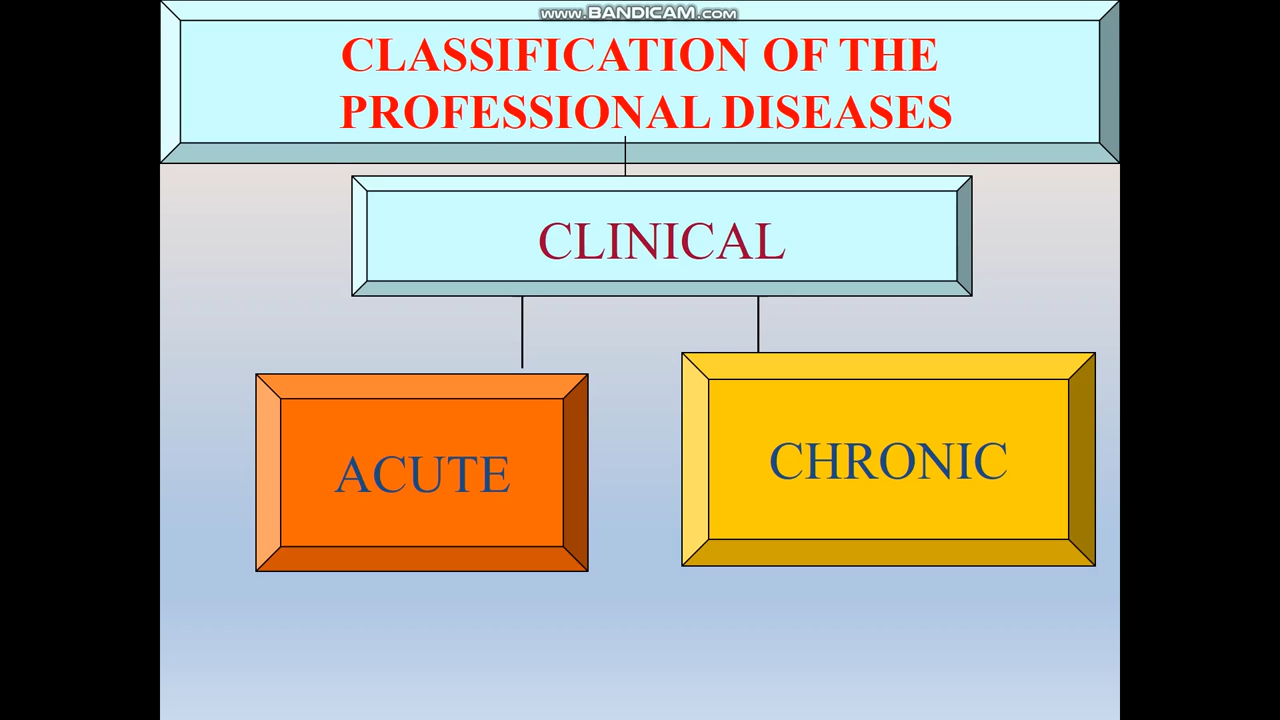 www.BANDICAM.com
CLASSIFICATION OF THE
PROFESSIONAL DISEASES
CLINICAL
ACUTE
CHRONIC